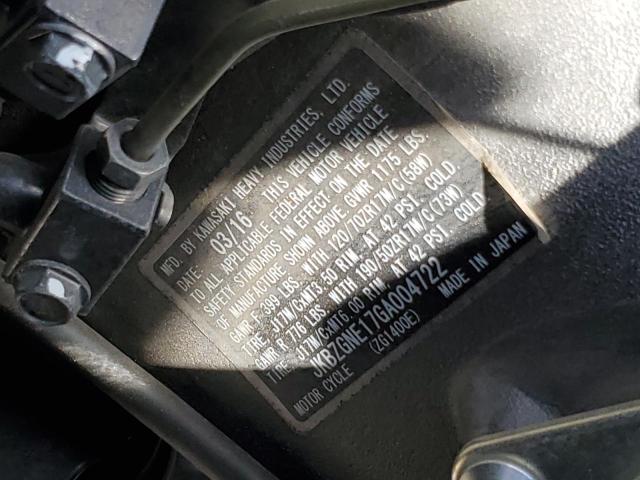 MFD. BY KAWASAKI HEAVY INDUSTRIES, LTD.
DATE: 03/16 THIS VEHICLE CONFORMS
TO ALL APPLICABLE FEDERAL MOTOR VEHICLE
SAFETY STANDARDS IN EFFECT ON THE DATE
OF MANUFACTURE SHOWN ABOVE. GVWR 1175 LBS.
GAWR F 399 LBS. WITH 120/70ZR17M/C(58W)
TIRE, J17M/C×MT3.50 RIM, AT 42 PSI. COLD.
GAWR R 776 LBS. WITH 190/50ZR17M/C(73W)
TIRE, J17M/C×MT6.00 RIM, AT 42 PSI. COLD.
JKBZGNE17GA004722
MOTOR CYCLE (ZG1400E) MADE IN JAPAN